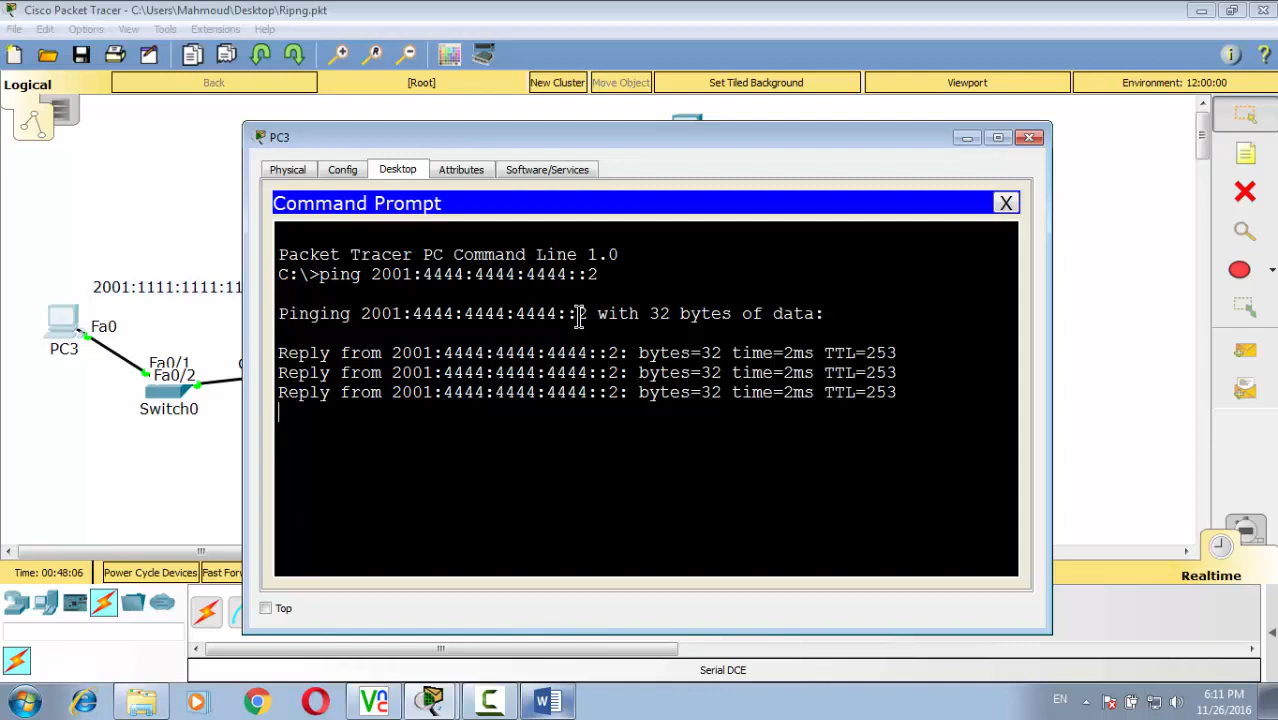 Cisco Packet Tracer - C:\Users\Mahmoud\Desktop\Ripng.pkt
File Edit Options View Tools Extensions Help
Logical Back [Root] New Cluster Move Object Set Tiled Background Viewport Environment: 12:00:00
PC3
Physical Config Desktop Attributes Software/Services
Command Prompt X
Packet Tracer PC Command Line 1.0
C:\>ping 2001:4444:4444:4444::2
Pinging 2001:4444:4444:4444::2 with 32 bytes of data:
Reply from 2001:4444:4444:4444::2: bytes=32 time=2ms TTL=253
Reply from 2001:4444:4444:4444::2: bytes=32 time=2ms TTL=253
Reply from 2001:4444:4444:4444::2: bytes=32 time=2ms TTL=253
2001:1111:1111:11
Fa0
PC3
Fa0/1
Fa0/2
Switch0
Top
Time: 00:48:06 Power Cycle Devices Fast For
Realtime
Serial DCE
EN
6:11 PM
11/26/2016